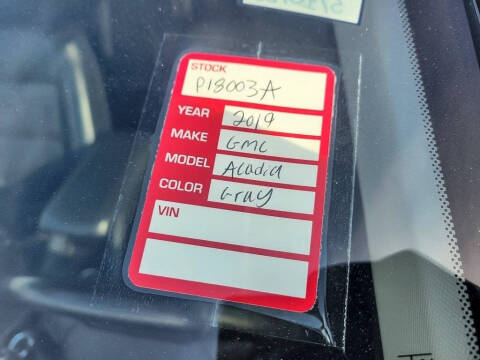 STOCK
P18003A
YEAR 2019
MAKE GMC
MODEL Acadia
COLOR Gray
VIN